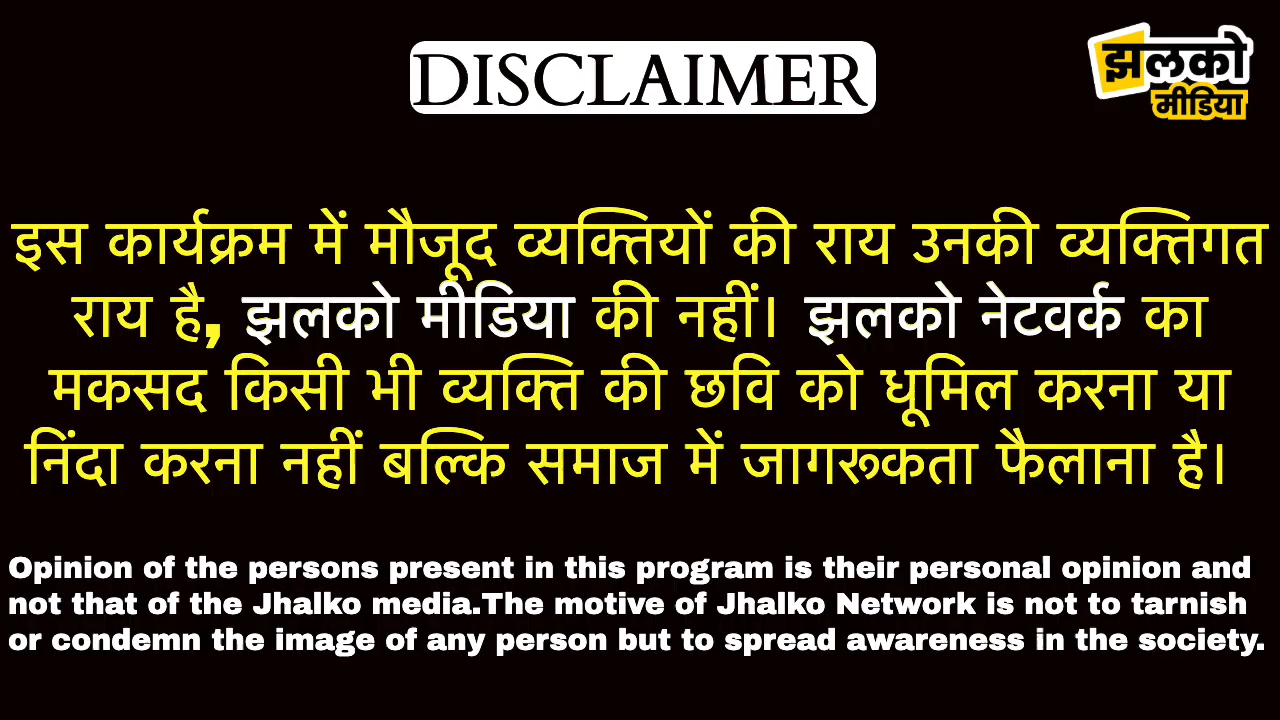 DISCLAIMER
झलको
मीडिया
इस कार्यक्रम में मौजूद व्यक्तियों की राय उनकी व्यक्तिगत
राय है, झलको मीडिया की नहीं। झलको नेटवर्क का
मकसद किसी भी व्यक्ति की छवि को धूमिल करना या
निंदा करना नहीं बल्कि समाज में जागरूकता फैलाना है।
Opinion of the persons present in this program is their personal opinion and
not that of the Jhalko media.The motive of Jhalko Network is not to tarnish
or condemn the image of any person but to spread awareness in the society.